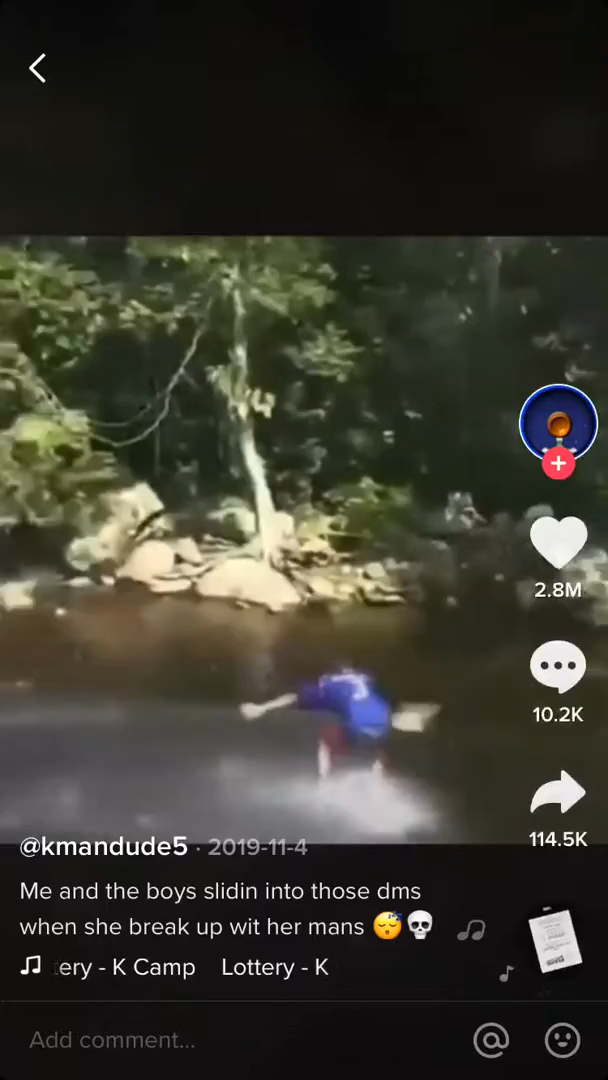 2.8M
10.2K
114.5K
@kmandude5 · 2019-11-4
Me and the boys slidin into those dms
when she break up wit her mans 😴💀
ery - K Camp Lottery - K
Add comment...